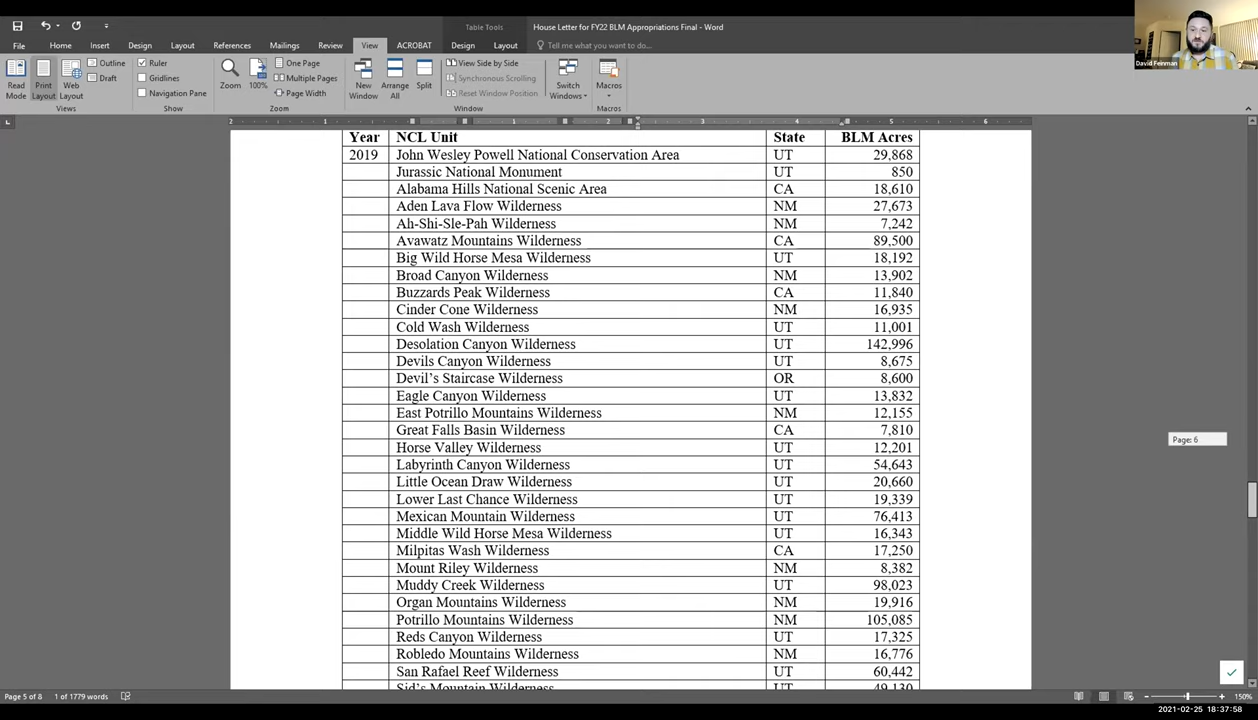 Table Tools
House Letter for FY22 BLM Appropriations Final - Word
File Home Insert Design Layout References Mailings Review View ACROBAT Design Layout Tell me what you want to do...
Read Mode
Print Layout
Web Layout
Outline
Draft
Views
Ruler
Gridlines
Navigation Pane
Show
Zoom
100%
One Page
Multiple Pages
Page Width
Zoom
New Window
Arrange All
Split
View Side by Side
Synchronous Scrolling
Reset Window Position
Window
Switch Windows
Macros
Macros
David Feinman
2 1 1 2 3 4 5 6
Year NCL Unit State BLM Acres
2019 John Wesley Powell National Conservation Area UT 29,868
Jurassic National Monument UT 850
Alabama Hills National Scenic Area CA 18,610
Aden Lava Flow Wilderness NM 27,673
Ah-Shi-Sle-Pah Wilderness NM 7,242
Avawatz Mountains Wilderness CA 89,500
Big Wild Horse Mesa Wilderness UT 18,192
Broad Canyon Wilderness NM 13,902
Buzzards Peak Wilderness CA 11,840
Cinder Cone Wilderness NM 16,935
Cold Wash Wilderness UT 11,001
Desolation Canyon Wilderness UT 142,996
Devils Canyon Wilderness UT 8,675
Devil's Staircase Wilderness OR 8,600
Eagle Canyon Wilderness UT 13,832
East Potrillo Mountains Wilderness NM 12,155
Great Falls Basin Wilderness CA 7,810
Horse Valley Wilderness UT 12,201
Labyrinth Canyon Wilderness UT 54,643
Little Ocean Draw Wilderness UT 20,660
Lower Last Chance Wilderness UT 19,339
Mexican Mountain Wilderness UT 76,413
Middle Wild Horse Mesa Wilderness UT 16,343
Milpitas Wash Wilderness CA 17,250
Mount Riley Wilderness NM 8,382
Muddy Creek Wilderness UT 98,023
Organ Mountains Wilderness NM 19,916
Potrillo Mountains Wilderness NM 105,085
Reds Canyon Wilderness UT 17,325
Robledo Mountains Wilderness NM 16,776
San Rafael Reef Wilderness UT 60,442
Sid's Mountain Wilderness UT 49,130
Page: 6
Page 5 of 8 1 of 1779 words 150%
2021-02-25 18:37:58